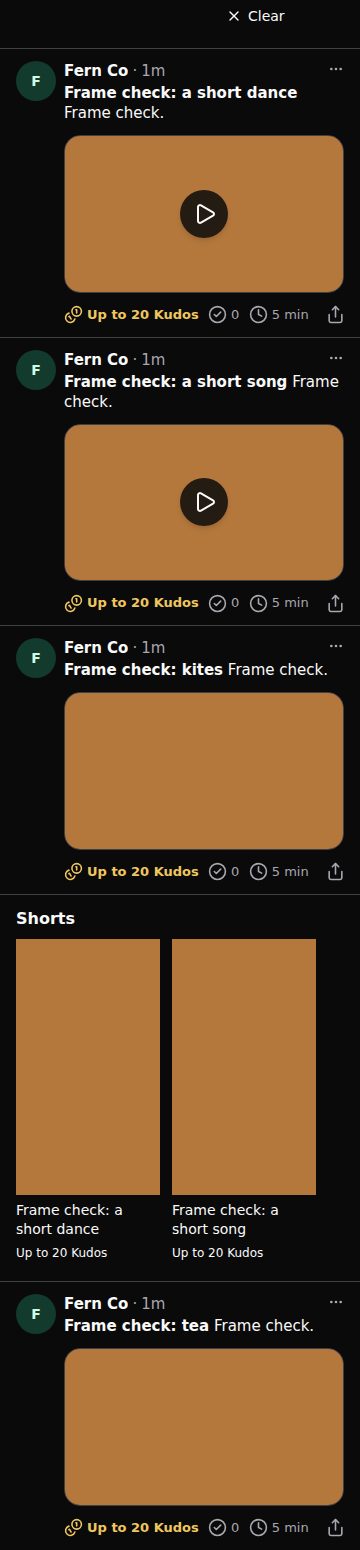 Clear
F
Fern Co · 1m
Frame check: a short dance
Frame check.
Up to 20 Kudos 0 5 min
F
Fern Co · 1m
Frame check: a short song Frame
check.
Up to 20 Kudos 0 5 min
F
Fern Co · 1m
Frame check: kites Frame check.
Up to 20 Kudos 0 5 min
Shorts
Frame check: a
short dance
Up to 20 Kudos
Frame check: a
short song
Up to 20 Kudos
F
Fern Co · 1m
Frame check: tea Frame check.
Up to 20 Kudos 0 5 min